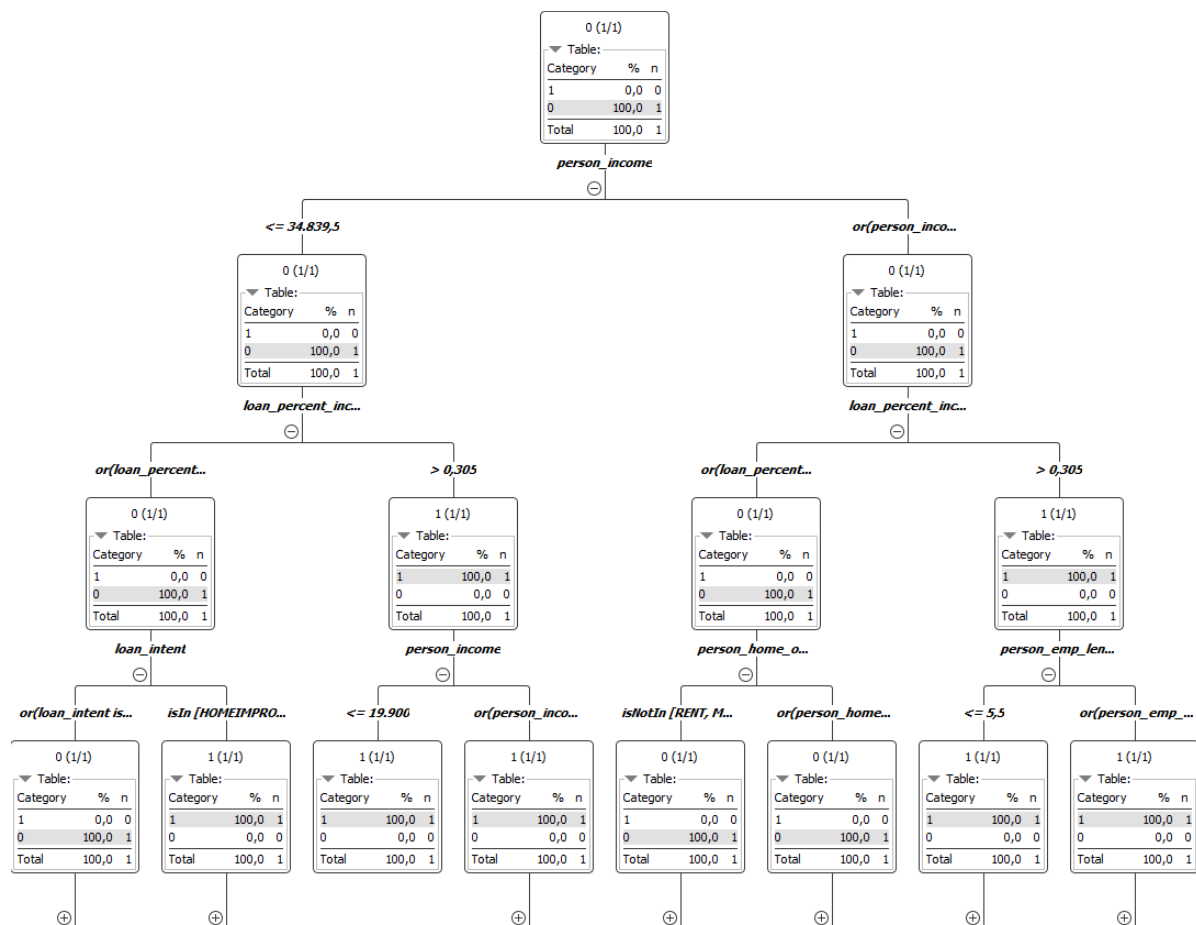 0 (1/1)
Table:
Category % n
1 0,0 0
0 100,0 1
Total 100,0 1
person_income
<= 34.839,5
or(person_inco...
0 (1/1)
Table:
Category % n
1 0,0 0
0 100,0 1
Total 100,0 1
loan_percent_inc...
0 (1/1)
Table:
Category % n
1 0,0 0
0 100,0 1
Total 100,0 1
loan_percent_inc...
or(loan_percent...
> 0,305
or(loan_percent...
> 0,305
0 (1/1)
Table:
Category % n
1 0,0 0
0 100,0 1
Total 100,0 1
loan_intent
1 (1/1)
Table:
Category % n
1 100,0 1
0 0,0 0
Total 100,0 1
person_income
0 (1/1)
Table:
Category % n
1 0,0 0
0 100,0 1
Total 100,0 1
person_home_o...
1 (1/1)
Table:
Category % n
1 100,0 1
0 0,0 0
Total 100,0 1
person_emp_len...
or(loan_intent is...
isIn [HOMEIMPRO...
<= 19.900
or(person_inco...
isNotIn [RENT, M...
or(person_home...
<= 5,5
or(person_emp_...
0 (1/1)
Table:
Category % n
1 0,0 0
0 100,0 1
Total 100,0 1
1 (1/1)
Table:
Category % n
1 100,0 1
0 0,0 0
Total 100,0 1
1 (1/1)
Table:
Category % n
1 100,0 1
0 0,0 0
Total 100,0 1
1 (1/1)
Table:
Category % n
1 100,0 1
0 0,0 0
Total 100,0 1
0 (1/1)
Table:
Category % n
1 0,0 0
0 100,0 1
Total 100,0 1
0 (1/1)
Table:
Category % n
1 0,0 0
0 100,0 1
Total 100,0 1
1 (1/1)
Table:
Category % n
1 100,0 1
0 0,0 0
Total 100,0 1
1 (1/1)
Table:
Category % n
1 100,0 1
0 0,0 0
Total 100,0 1